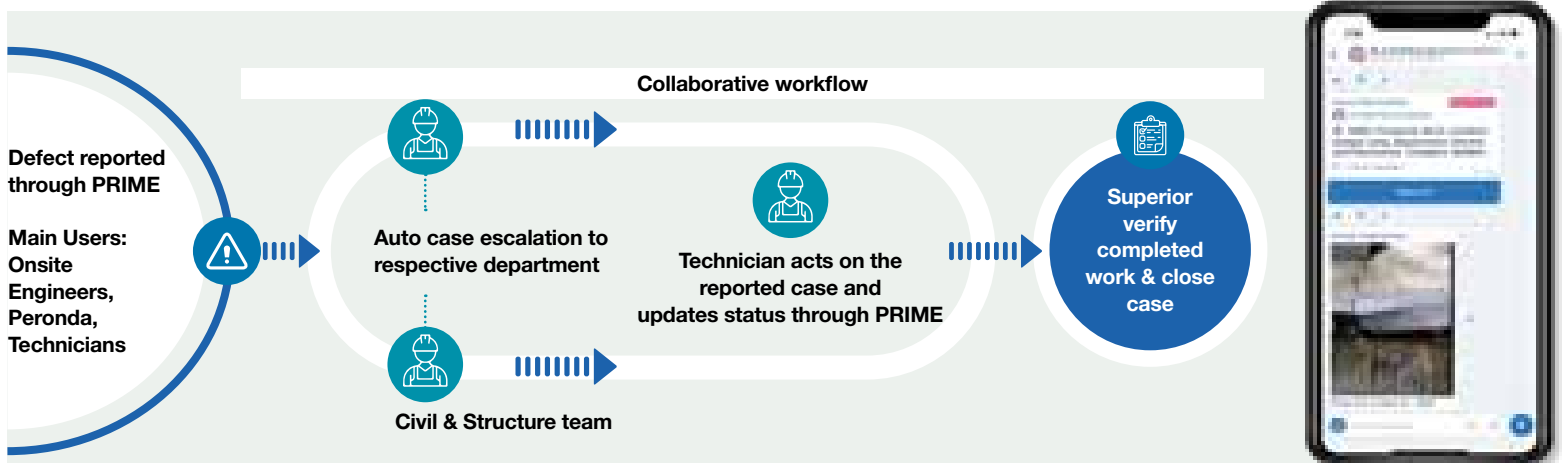 Collaborative workflow
Defect reported
through PRIME
Main Users:
Onsite
Engineers,
Peronda,
Technicians
Auto case escalation to
respective department
Civil & Structure team
Technician acts on the
reported case and
updates status through PRIME
Superior
verify
completed
work & close
case